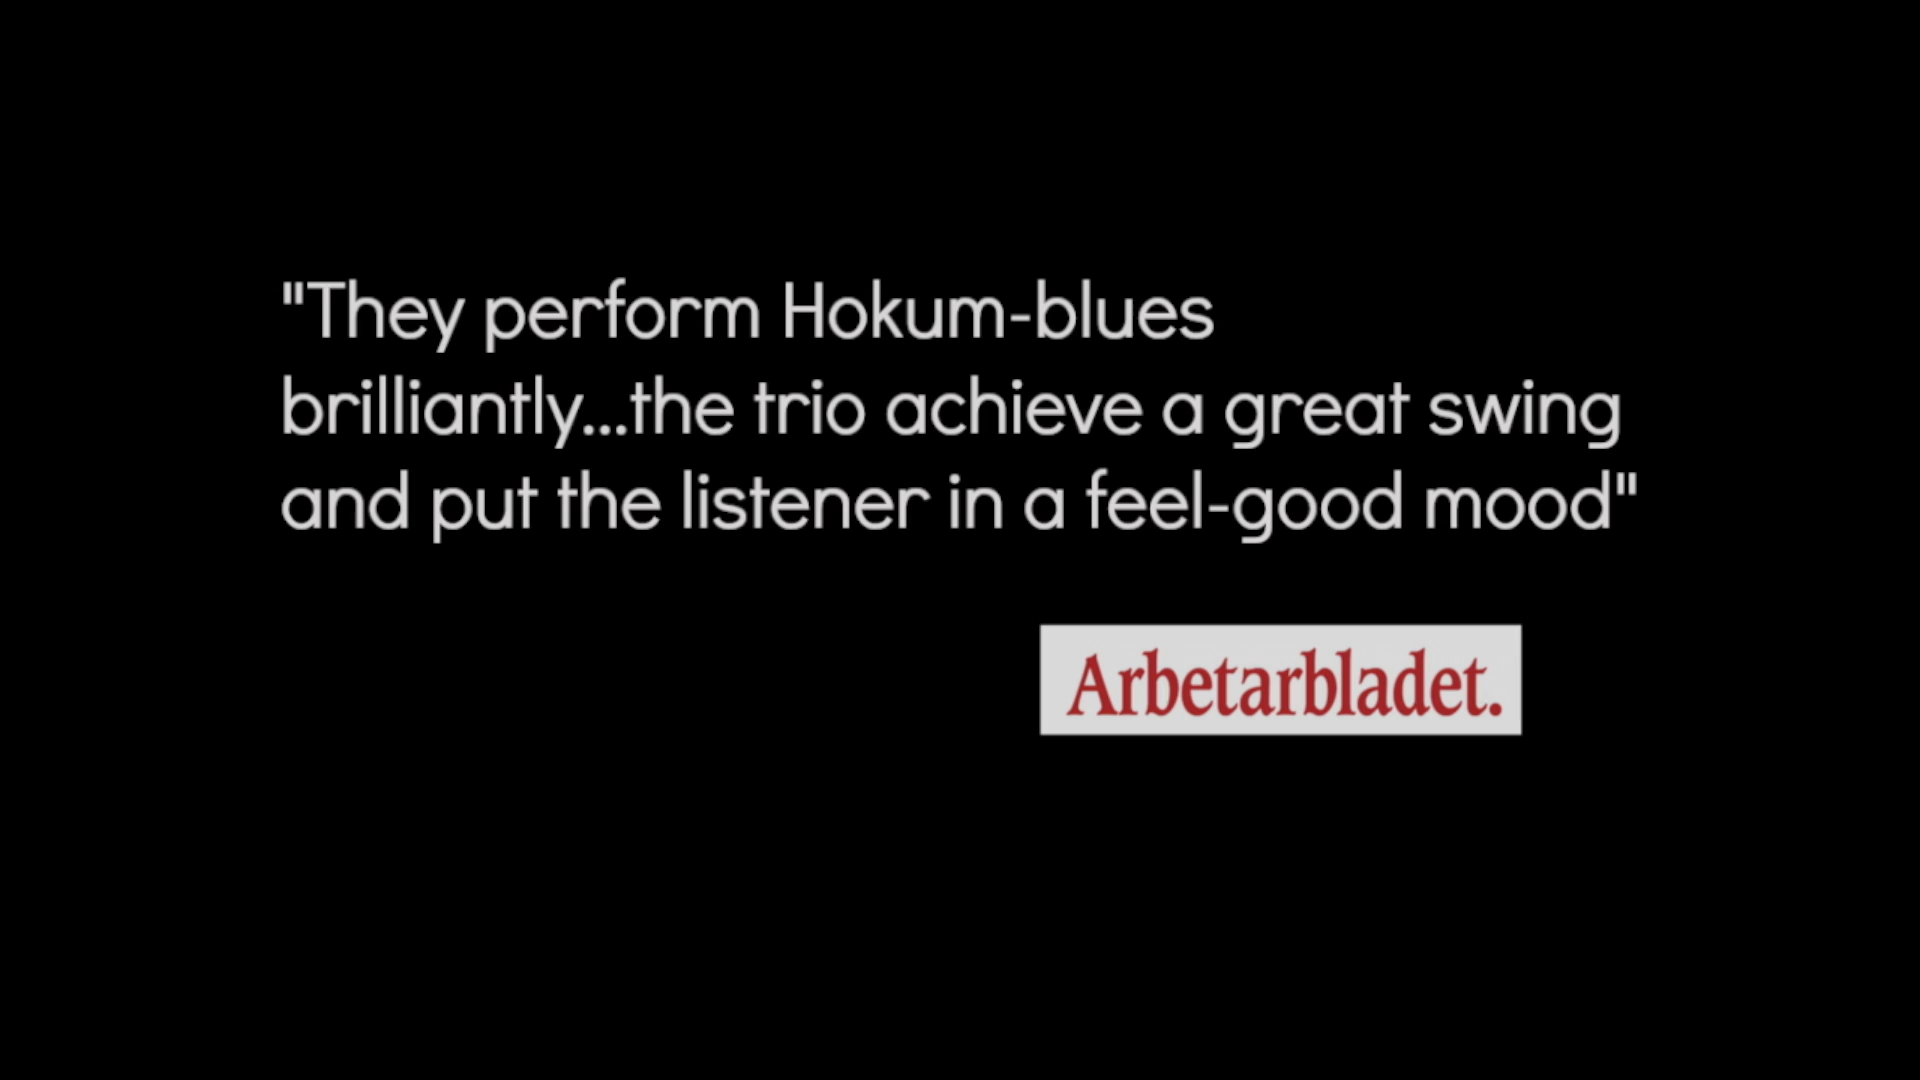 "They perform Hokum-blues
brilliantly...the trio achieve a great swing
and put the listener in a feel-good mood"
Arbetarbladet.